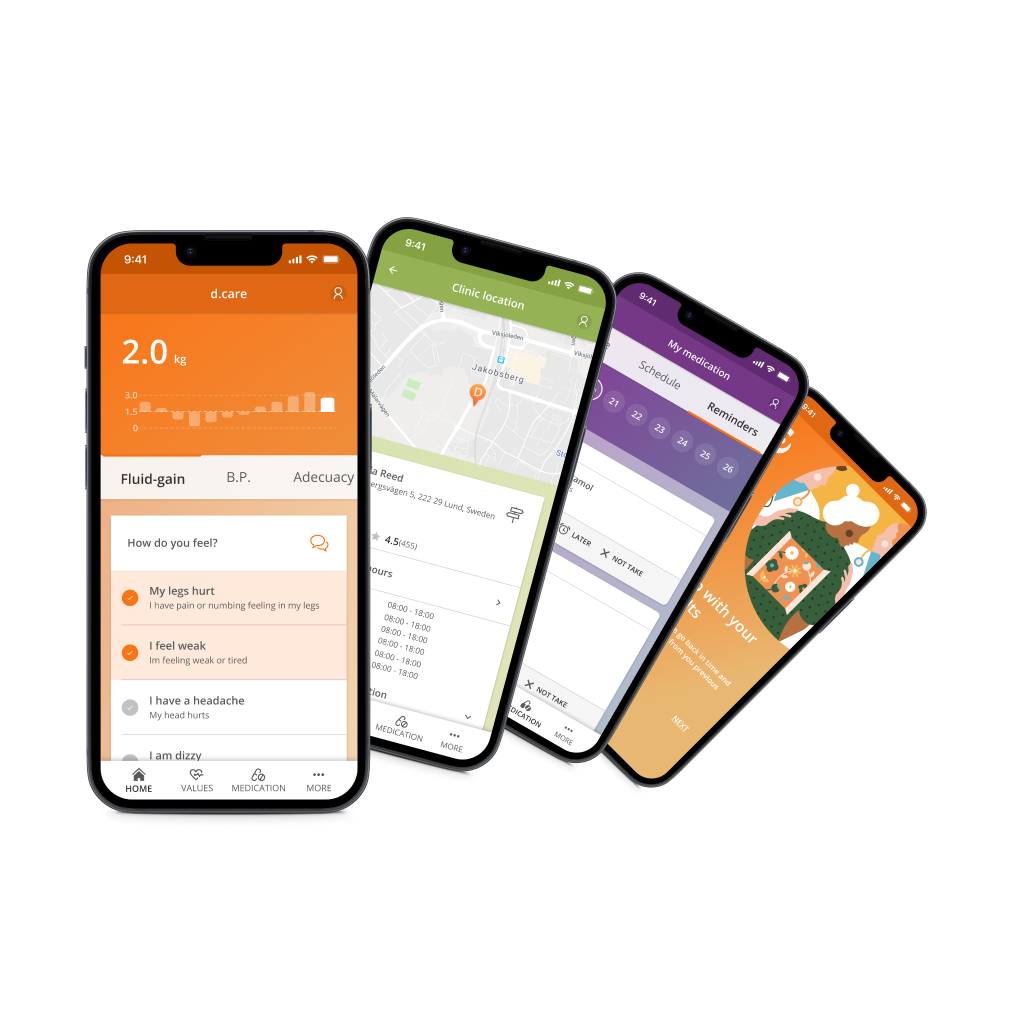 9:41
d.care
2.0 kg
3.0
1.5
0
Fluid-gain
B.P.
Adecuacy
How do you feel?
My legs hurt
I have pain or numbing feeling in my legs
I feel weak
Im feeling weak or tired
I have a headache
My head hurts
I am dizzy
HOME
VALUES
MEDICATION
MORE
9:41
Clinic location
Viksjöleden
Jakobsberg
Mälarvägen
D
a Reed
ergsvägen 5, 222 29 Lund, Sweden
4.5(455)
hours
08:00 - 18:00
08:00 - 18:00
08:00 - 18:00
08:00 - 18:00
08:00 - 18:00
08:00 - 18:00
tion
MEDICATION
MORE
9:41
My medication
Schedule
Reminders
21
22
23
24
25
26
amol
LATER
NOT TAKE
NOT TAKE
EDICATION
MORE
9:41
with your
ts
go back in time and
from you previous
NEXT